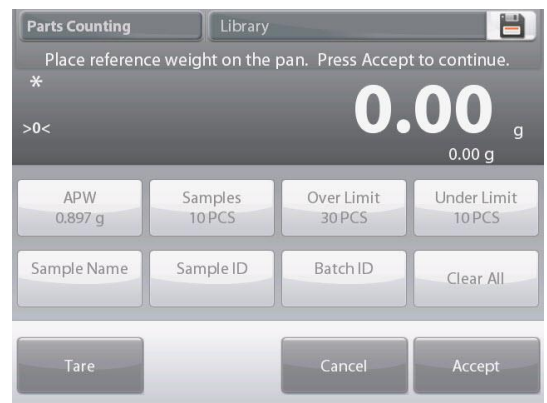 Parts Counting
Library
Place reference weight on the pan. Press Accept to continue.
*
>0<
0.00 g
0.00 g
APW
0.897 g
Samples
10 PCS
Over Limit
30 PCS
Under Limit
10 PCS
Sample Name
Sample ID
Batch ID
Clear All
Tare
Cancel
Accept